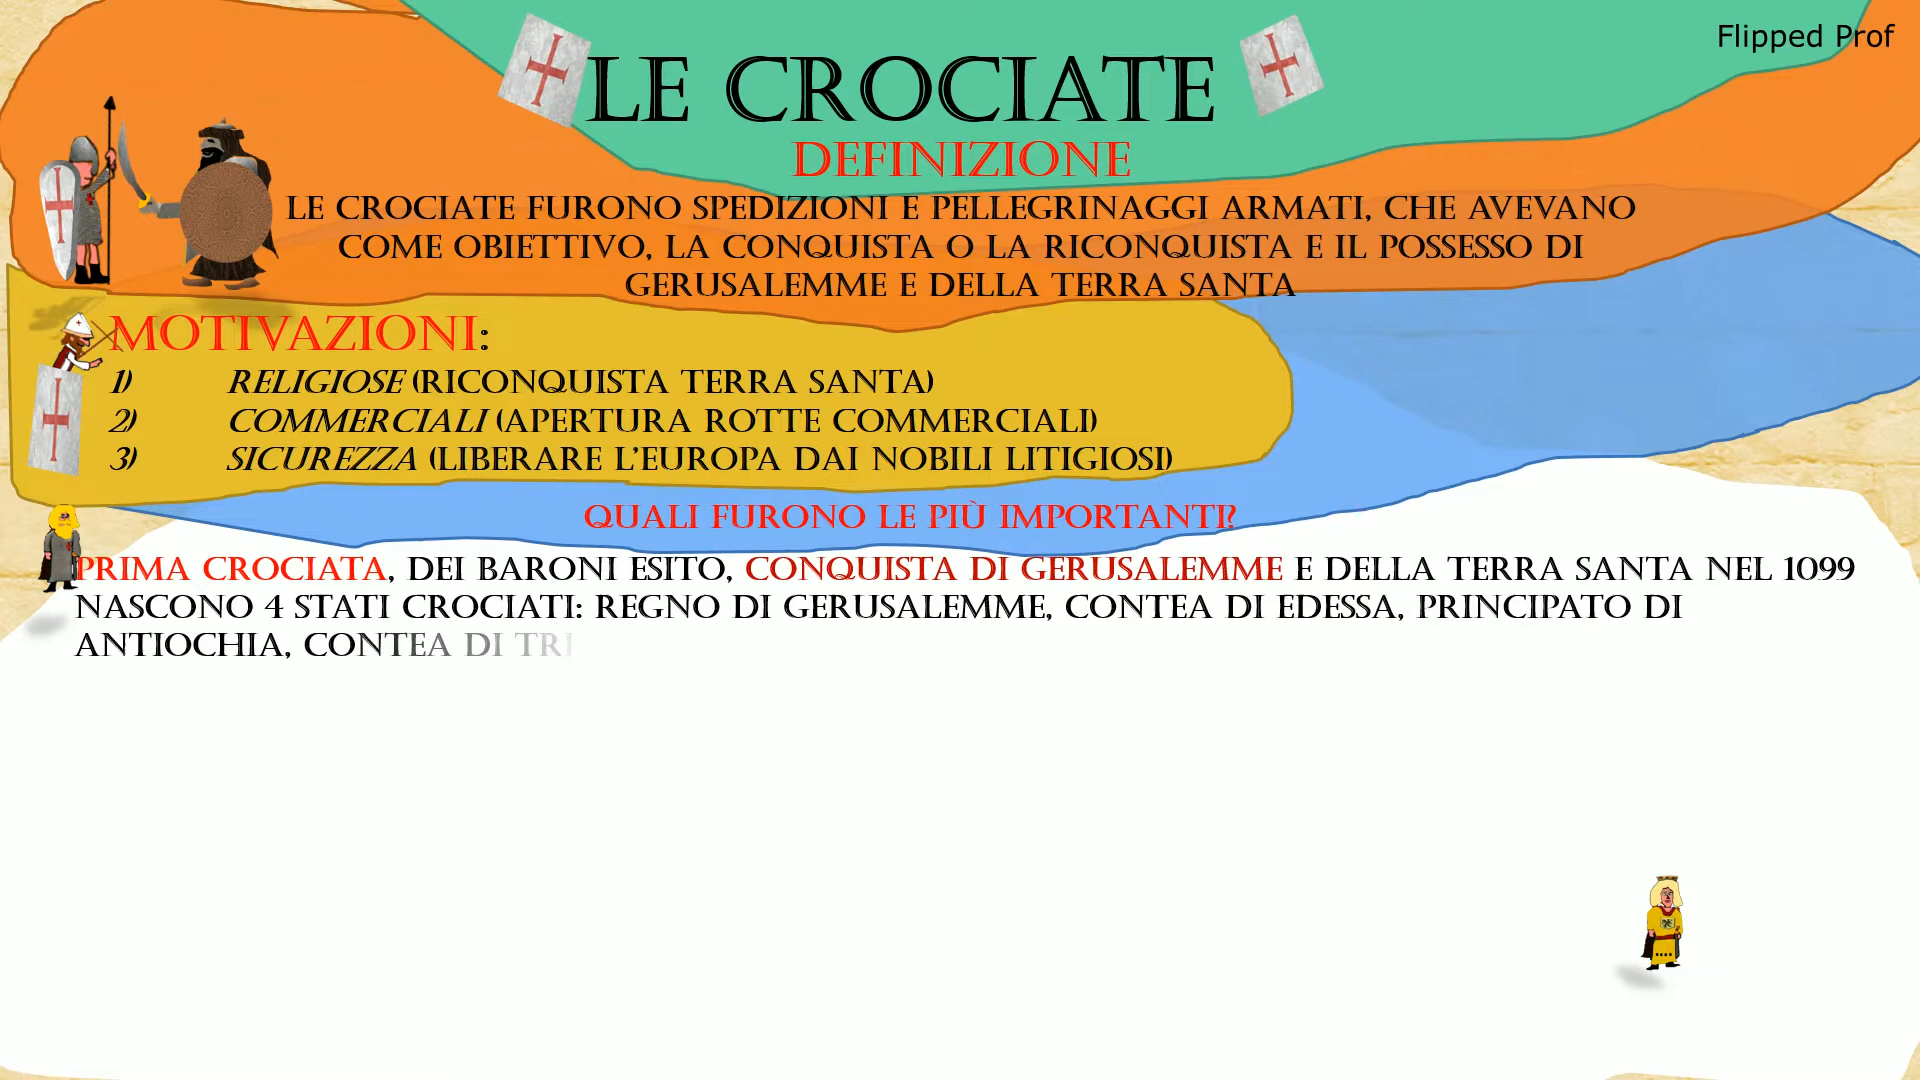 Flipped Prof
LE CROCIATE
DEFINIZIONE
LE CROCIATE FURONO SPEDIZIONI E PELLEGRINAGGI ARMATI, CHE AVEVANO
COME OBIETTIVO, LA CONQUISTA O LA RICONQUISTA E IL POSSESSO DI
GERUSALEMME E DELLA TERRA SANTA
MOTIVAZIONI:
1) RELIGIOSE (RICONQUISTA TERRA SANTA)
2) COMMERCIALI (APERTURA ROTTE COMMERCIALI)
3) SICUREZZA (LIBERARE L'EUROPA DAI NOBILI LITIGIOSI)
QUALI FURONO LE PIÙ IMPORTANTI?
PRIMA CROCIATA, DEI BARONI ESITO, CONQUISTA DI GERUSALEMME E DELLA TERRA SANTA NEL 1099
NASCONO 4 STATI CROCIATI: REGNO DI GERUSALEMME, CONTEA DI EDESSA, PRINCIPATO DI
ANTIOCHIA, CONTEA DI TRI